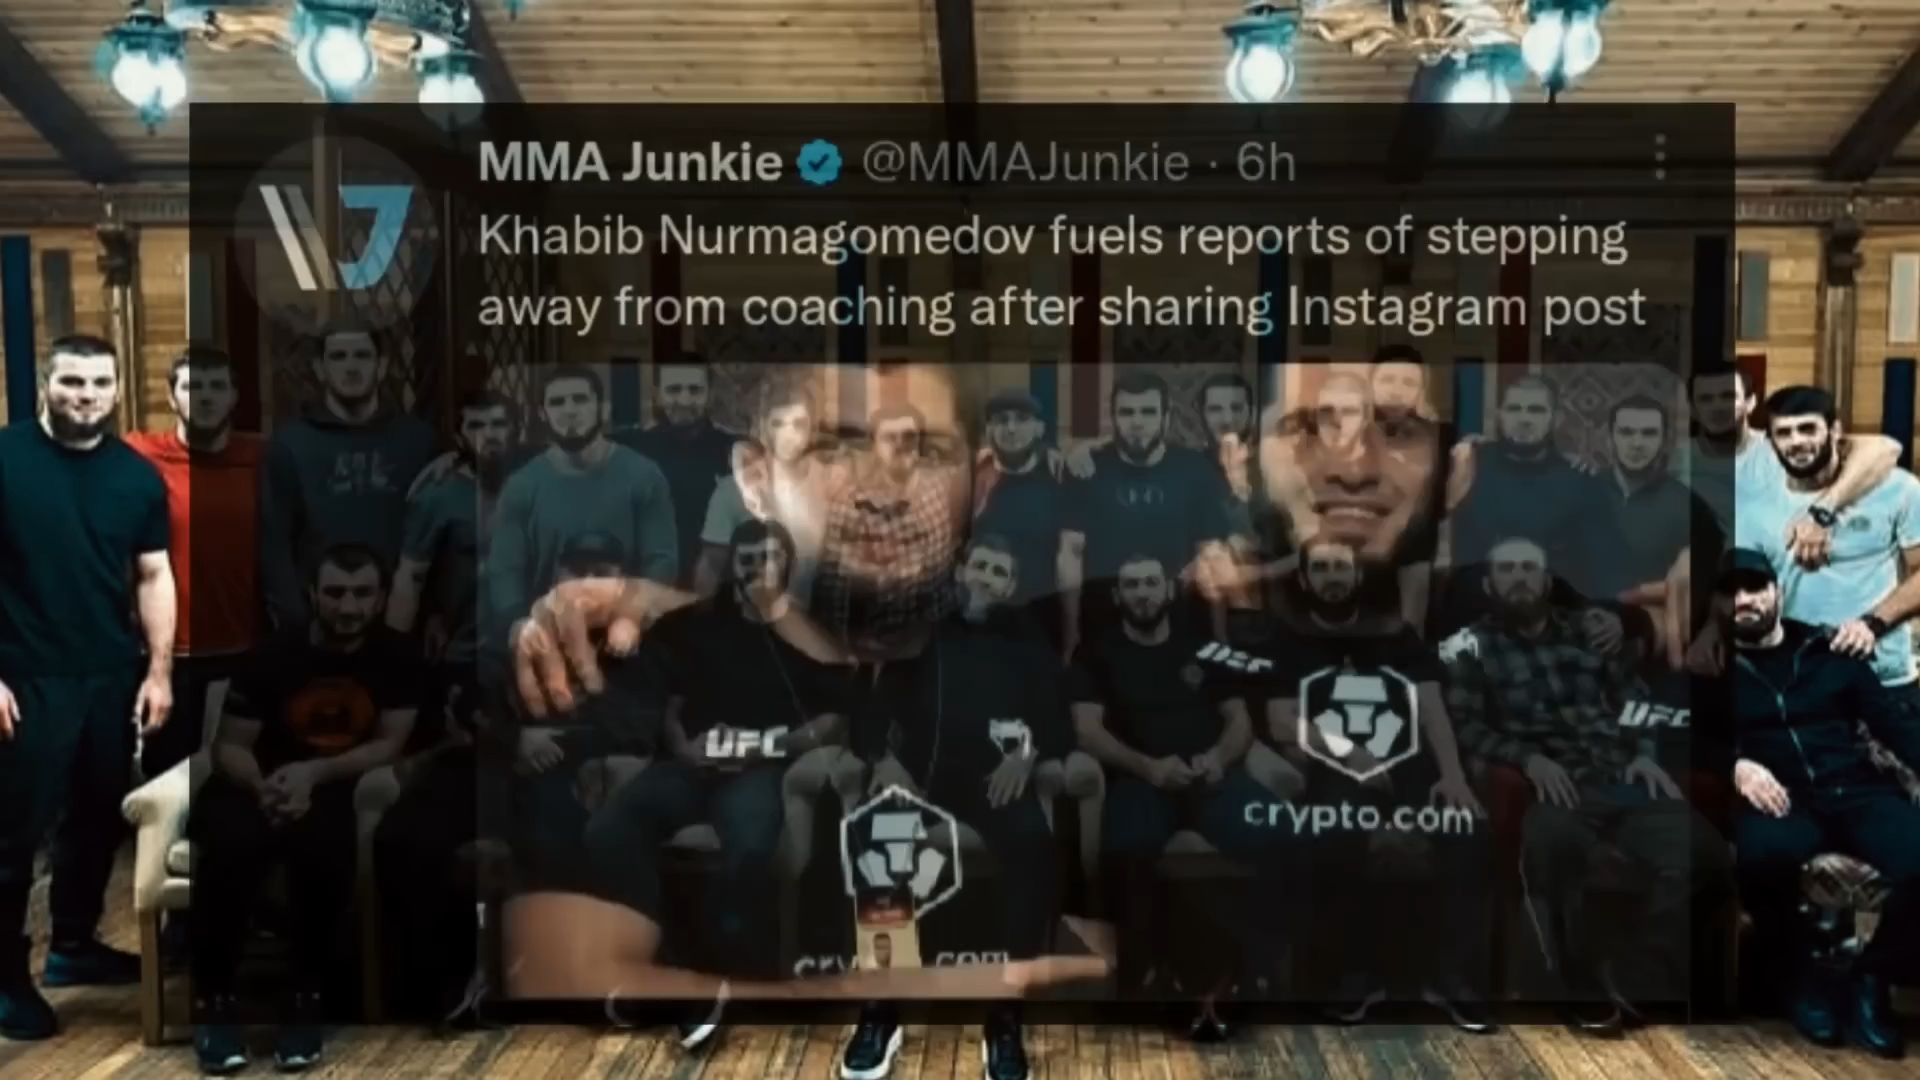 MMA Junkie @MMAJunkie · 6h
Khabib Nurmagomedov fuels reports of stepping
away from coaching after sharing Instagram post
UFC
UFC
UFC
crypto.com